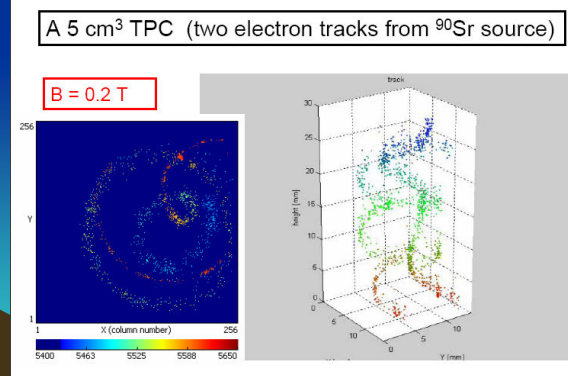 A 5 cm³ TPC (two electron tracks from ⁹⁰Sr source)
B = 0.2 T
256
Y
1
1 X (column number) 256
5400 5463 5525 5588 5650
track
height [mm]
30
25
20
15
10
5
0
0 5 10
0 5 10
Y [mm]